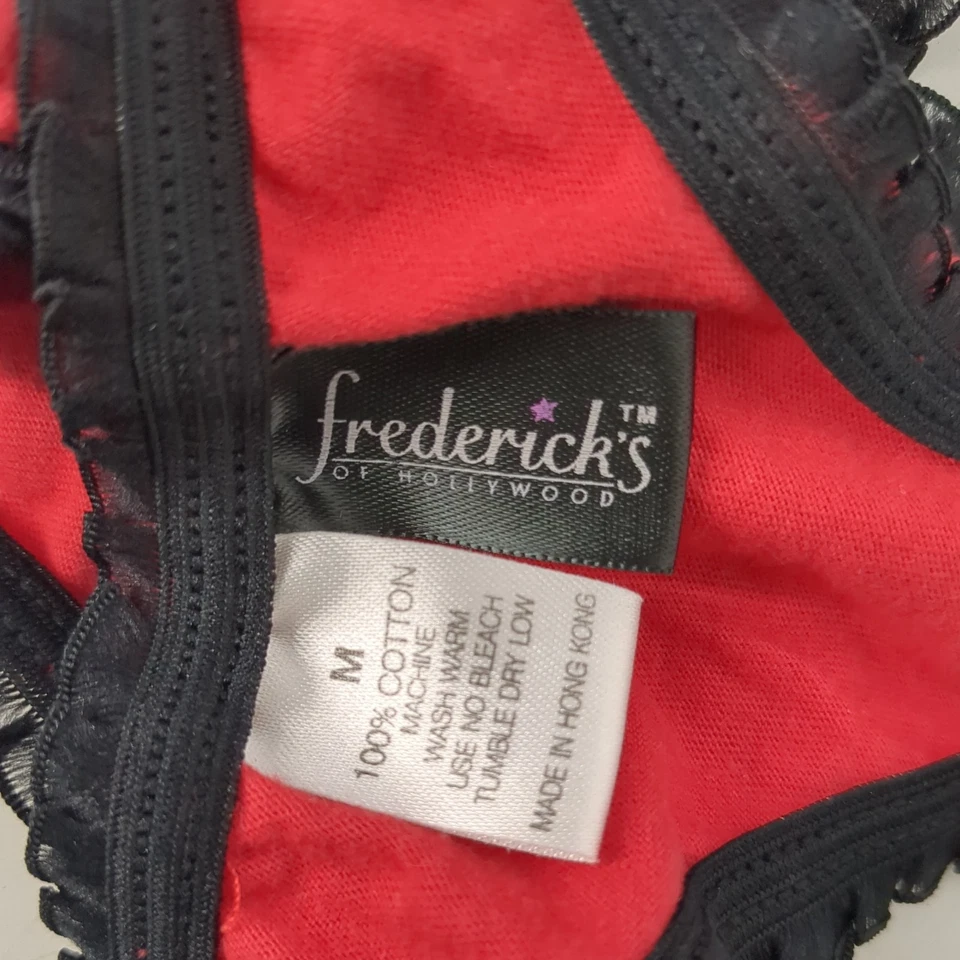 frederick's™
OF HOLLYWOOD
M
100% COTTON
MACHINE
WASH WARM
USE NO BLEACH
TUMBLE DRY LOW
MADE IN HONG KONG